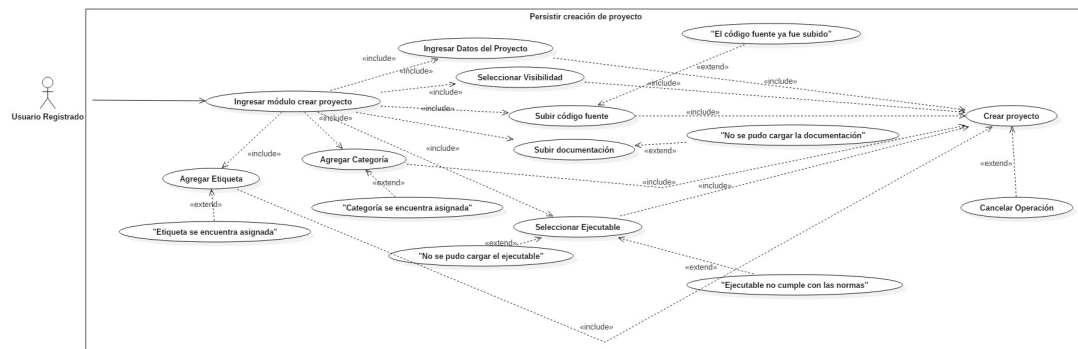 Persistir creación de proyecto
"El código fuente ya fue subido"
Ingresar Datos del Proyecto
«include»
«include»
«extend»
Seleccionar Visibilidad
«include»
«include»
Usuario Registrado
Ingresar módulo crear proyecto
«include»
Subir código fuente
«include»
Crear proyecto
«include»
"No se pudo cargar la documentación"
«include»
«include»
Agregar Categoría
Subir documentación
«extend»
«extend»
Agregar Etiqueta
«extend»
«include»
«include»
«extend»
"Categoría se encuentra asignada"
Cancelar Operación
"Etiqueta se encuentra asignada"
Seleccionar Ejecutable
«extend»
"No se pudo cargar el ejecutable"
«extend»
"Ejecutable no cumple con las normas"
«include»